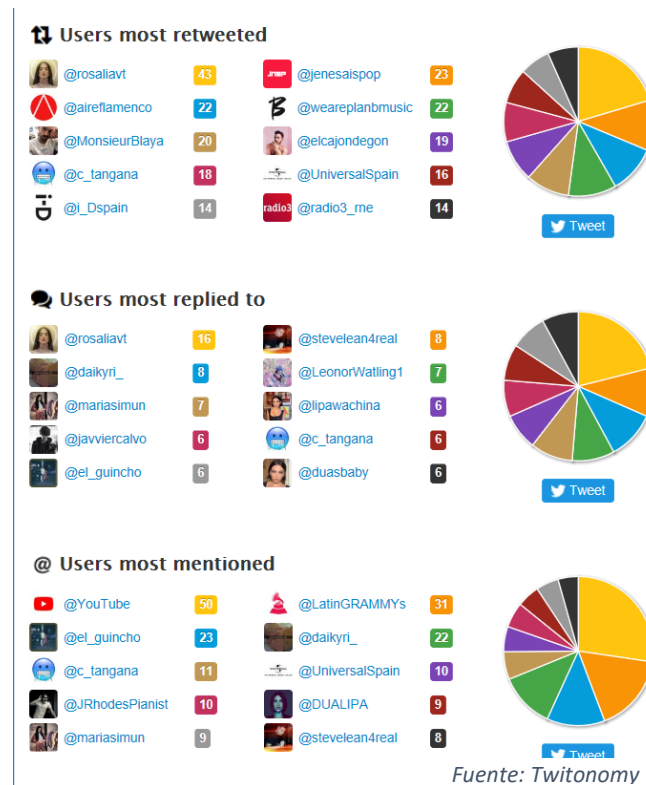 Users most retweeted
@rosaliavt 43 JNSP @jenesaispop 23
@aireflamenco 22 B @weareplanbmusic 22
@MonsieurBlaya 20 @elcajondegon 19
@c_tangana 18 @UniversalSpain 16
i-D @i_Dspain 14 radio3 @radio3_rne 14
Tweet
Users most replied to
@rosaliavt 16 @stevelean4real 8
@daikyri_ 8 @LeonorWatling1 7
@mariasimun 7 @lipawachina 6
@javviercalvo 6 @c_tangana 6
@el_guincho 6 @duasbaby 6
Tweet
@ Users most mentioned
@YouTube 50 @LatinGRAMMYs 31
@el_guincho 23 @daikyri_ 22
@c_tangana 11 @UniversalSpain 10
@JRhodesPianist 10 @DUALIPA 9
@mariasimun 9 @stevelean4real 8
Tweet
Fuente: Twitonomy